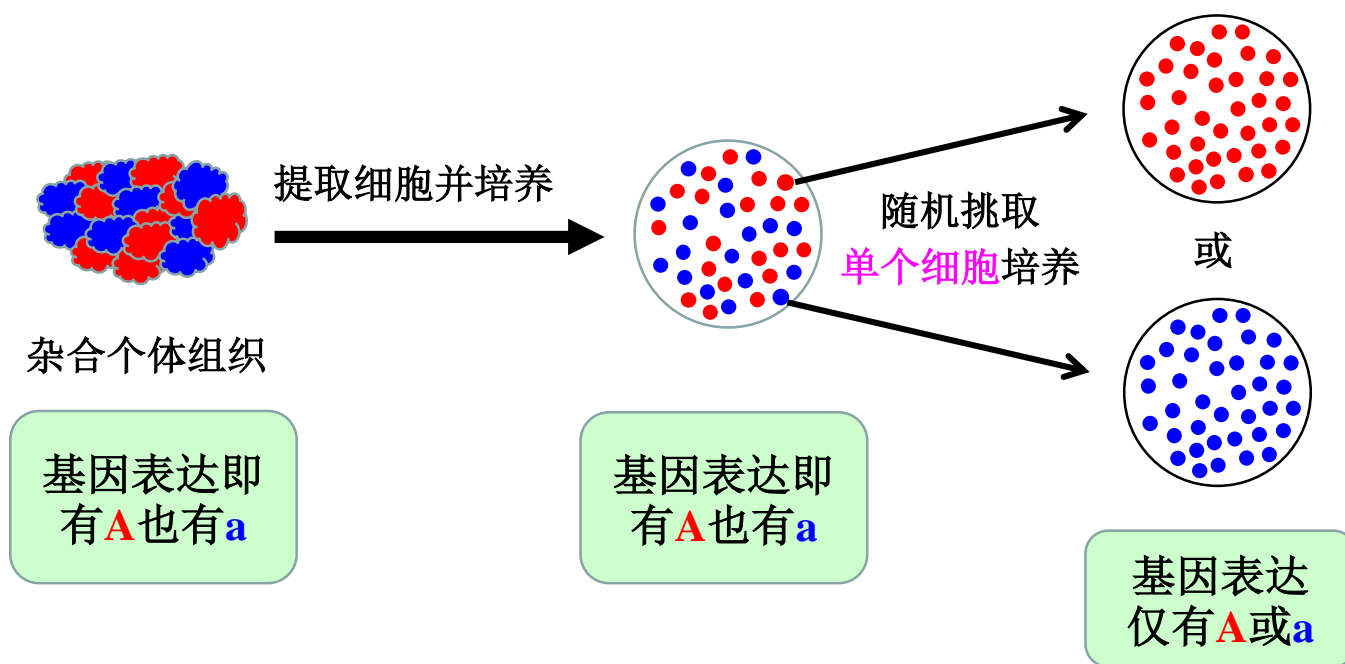 提取细胞并培养
随机挑取
单个细胞培养
或
杂合个体组织
基因表达即
有A也有a
基因表达即
有A也有a
基因表达
仅有A或a